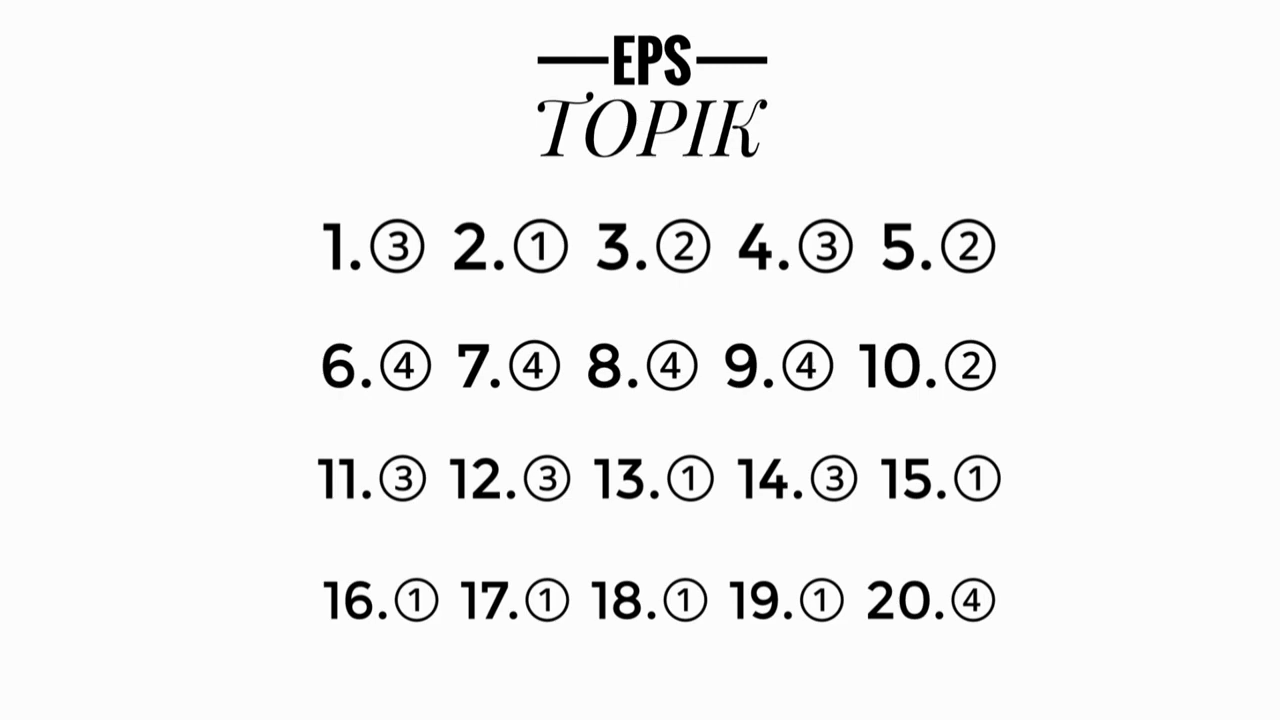 EPS
TOPIK
1.③ 2.① 3.② 4.③ 5.②
6.④ 7.④ 8.④ 9.④ 10.②
11.③ 12.③ 13.① 14.③ 15.①
16.① 17.① 18.① 19.① 20.④